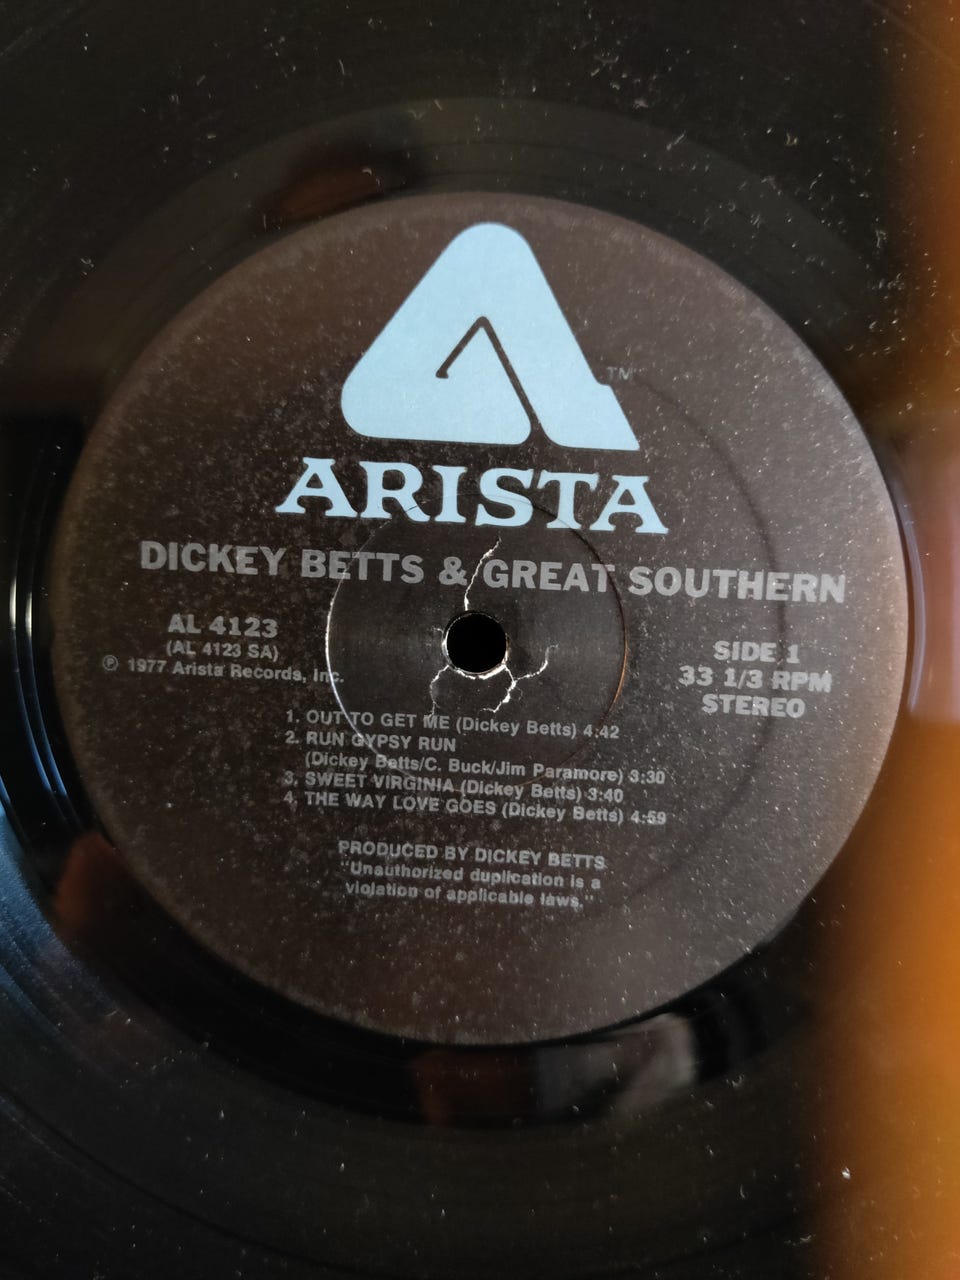 TM
ARISTA
DICKEY BETTS & GREAT SOUTHERN
AL 4123
(AL 4123 SA)
℗ 1977 Arista Records, Inc.
SIDE 1
33 1/3 RPM
STEREO
1. OUT TO GET ME (Dickey Betts) 4:42
2. RUN GYPSY RUN
(Dickey Betts/C. Buck/Jim Paramore) 3:30
3. SWEET VIRGINIA (Dickey Betts) 3:40
4. THE WAY LOVE GOES (Dickey Betts) 4:59
PRODUCED BY DICKEY BETTS
"Unauthorized duplication is a
violation of applicable laws."